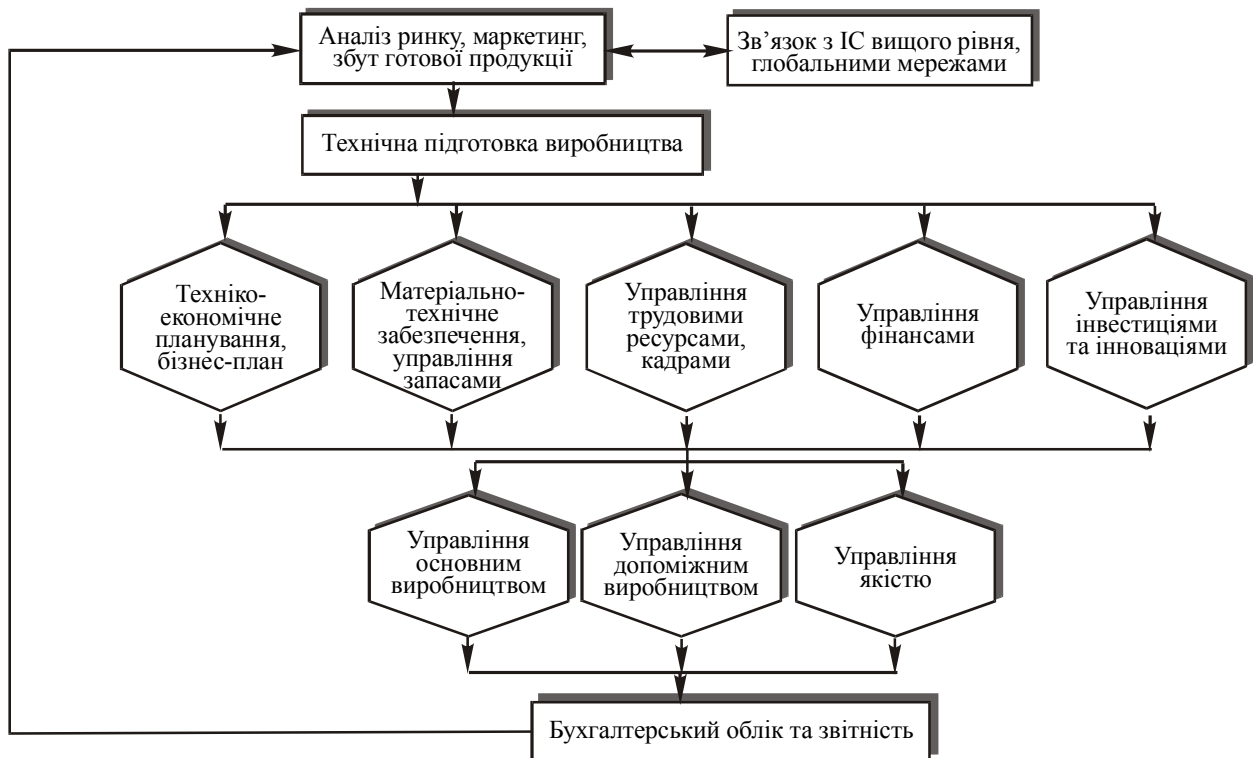 Аналіз ринку, маркетинг,
збут готової продукції
Зв’язок з ІС вищого рівня,
глобальними мережами
Технічна підготовка виробництва
Техніко-
економічне
планування,
бізнес-план
Матеріально-
технічне
забезпечення,
управління
запасами
Управління
трудовими
ресурсами,
кадрами
Управління
фінансами
Управління
інвестиціями
та інноваціями
Управління
основним
виробництвом
Управління
допоміжним
виробництвом
Управління
якістю
Бухгалтерський облік та звітність